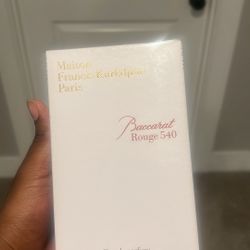 Maison
Francis Kurkdjian
Paris
Baccarat
Rouge 540